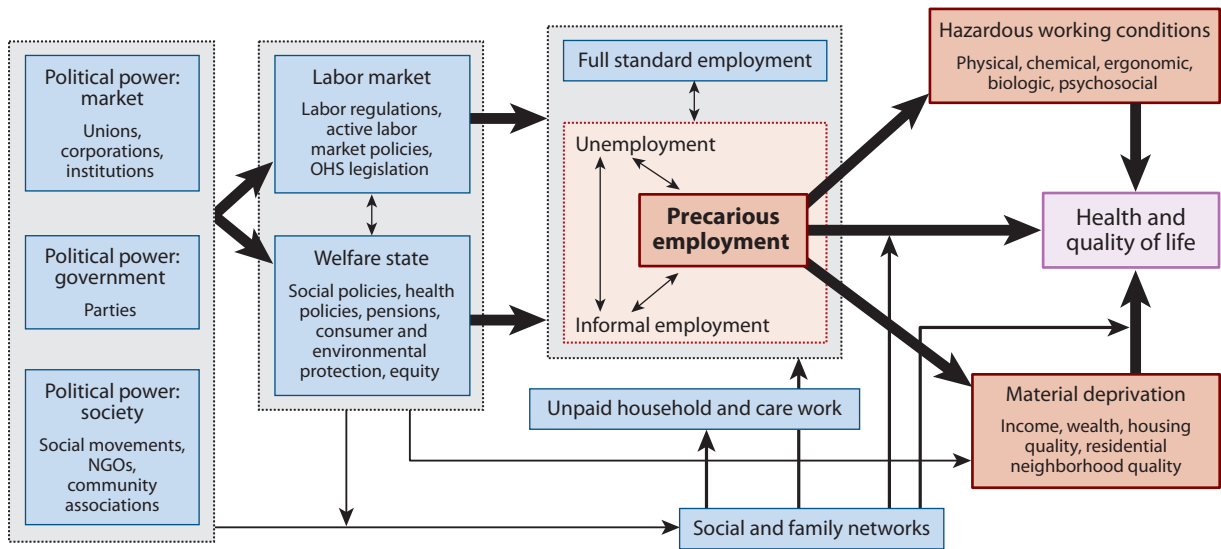 Political power:
market
Unions,
corporations,
institutions
Political power:
government
Parties
Political power:
society
Social movements,
NGOs,
community
associations
Labor market
Labor regulations,
active labor
market policies,
OHS legislation
Welfare state
Social policies, health
policies, pensions,
consumer and
environmental
protection, equity
Full standard employment
Unemployment
Precarious
employment
Informal employment
Unpaid household and care work
Social and family networks
Hazardous working conditions
Physical, chemical, ergonomic,
biologic, psychosocial
Health and
quality of life
Material deprivation
Income, wealth, housing
quality, residential
neighborhood quality